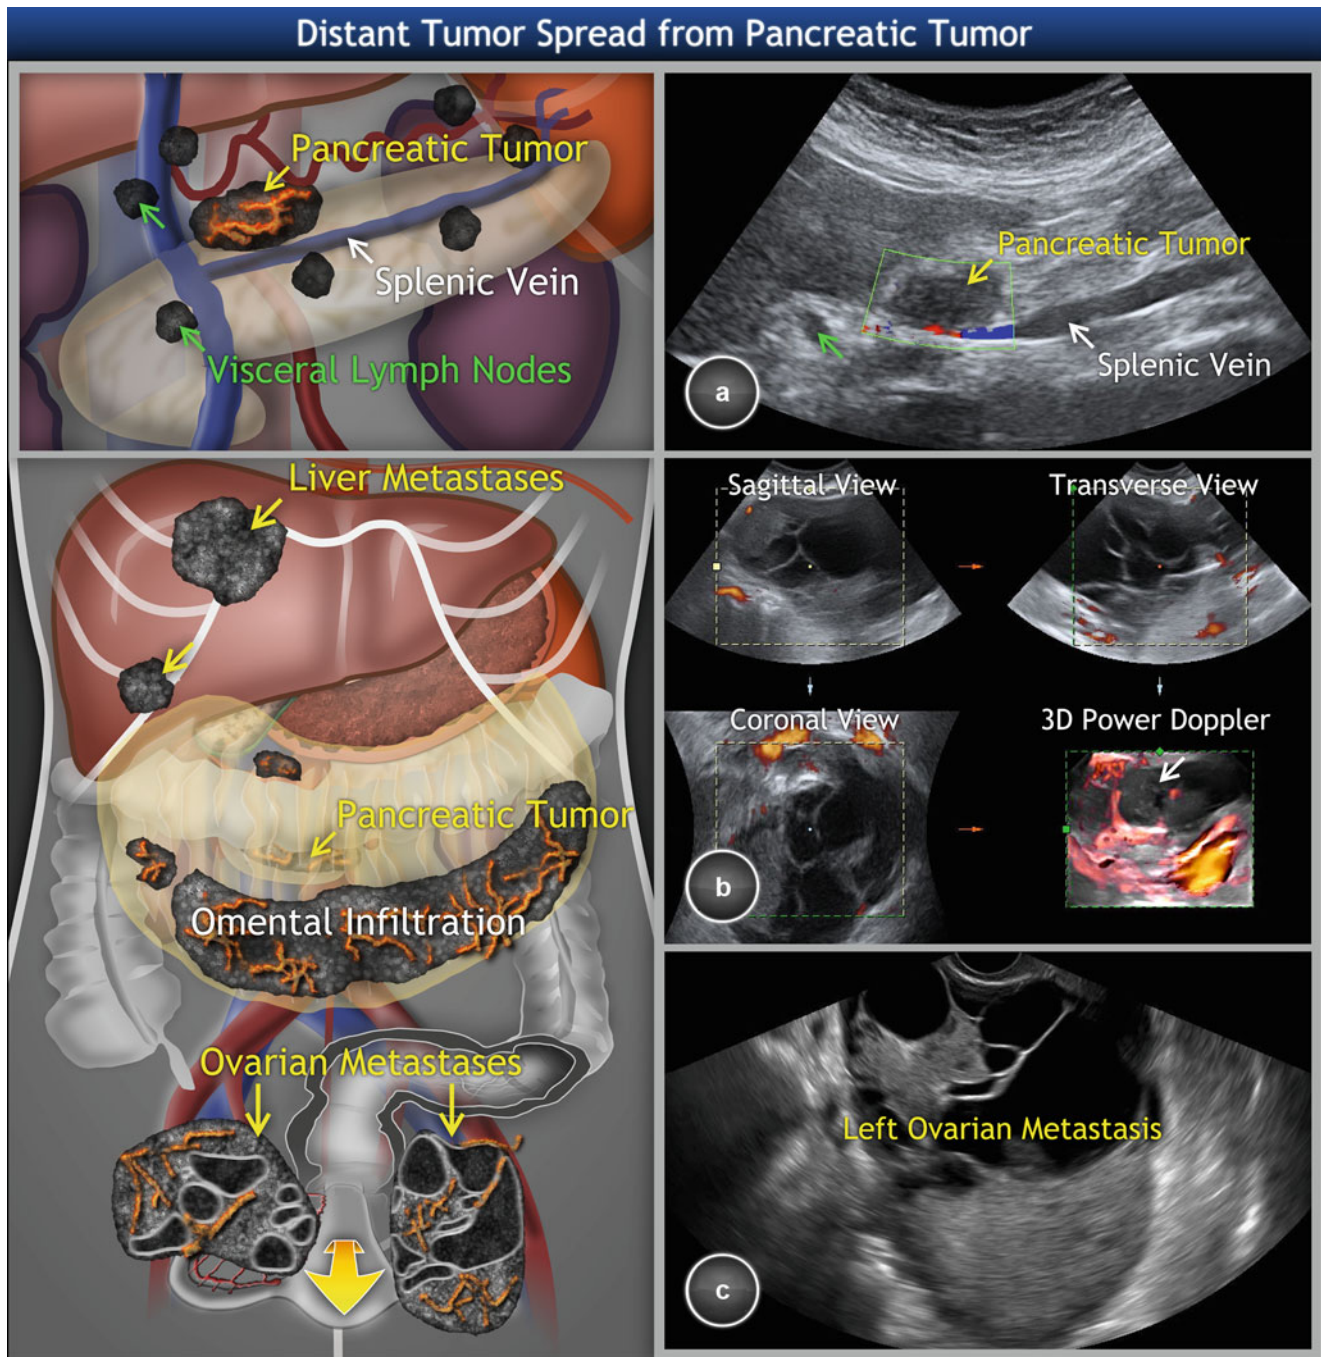 Distant Tumor Spread from Pancreatic Tumor
Pancreatic Tumor
Splenic Vein
Visceral Lymph Nodes
Pancreatic Tumor
Splenic Vein
a
Liver Metastases
Pancreatic Tumor
Omental Infiltration
Ovarian Metastases
Sagittal View
Transverse View
Coronal View
3D Power Doppler
b
Left Ovarian Metastasis
c